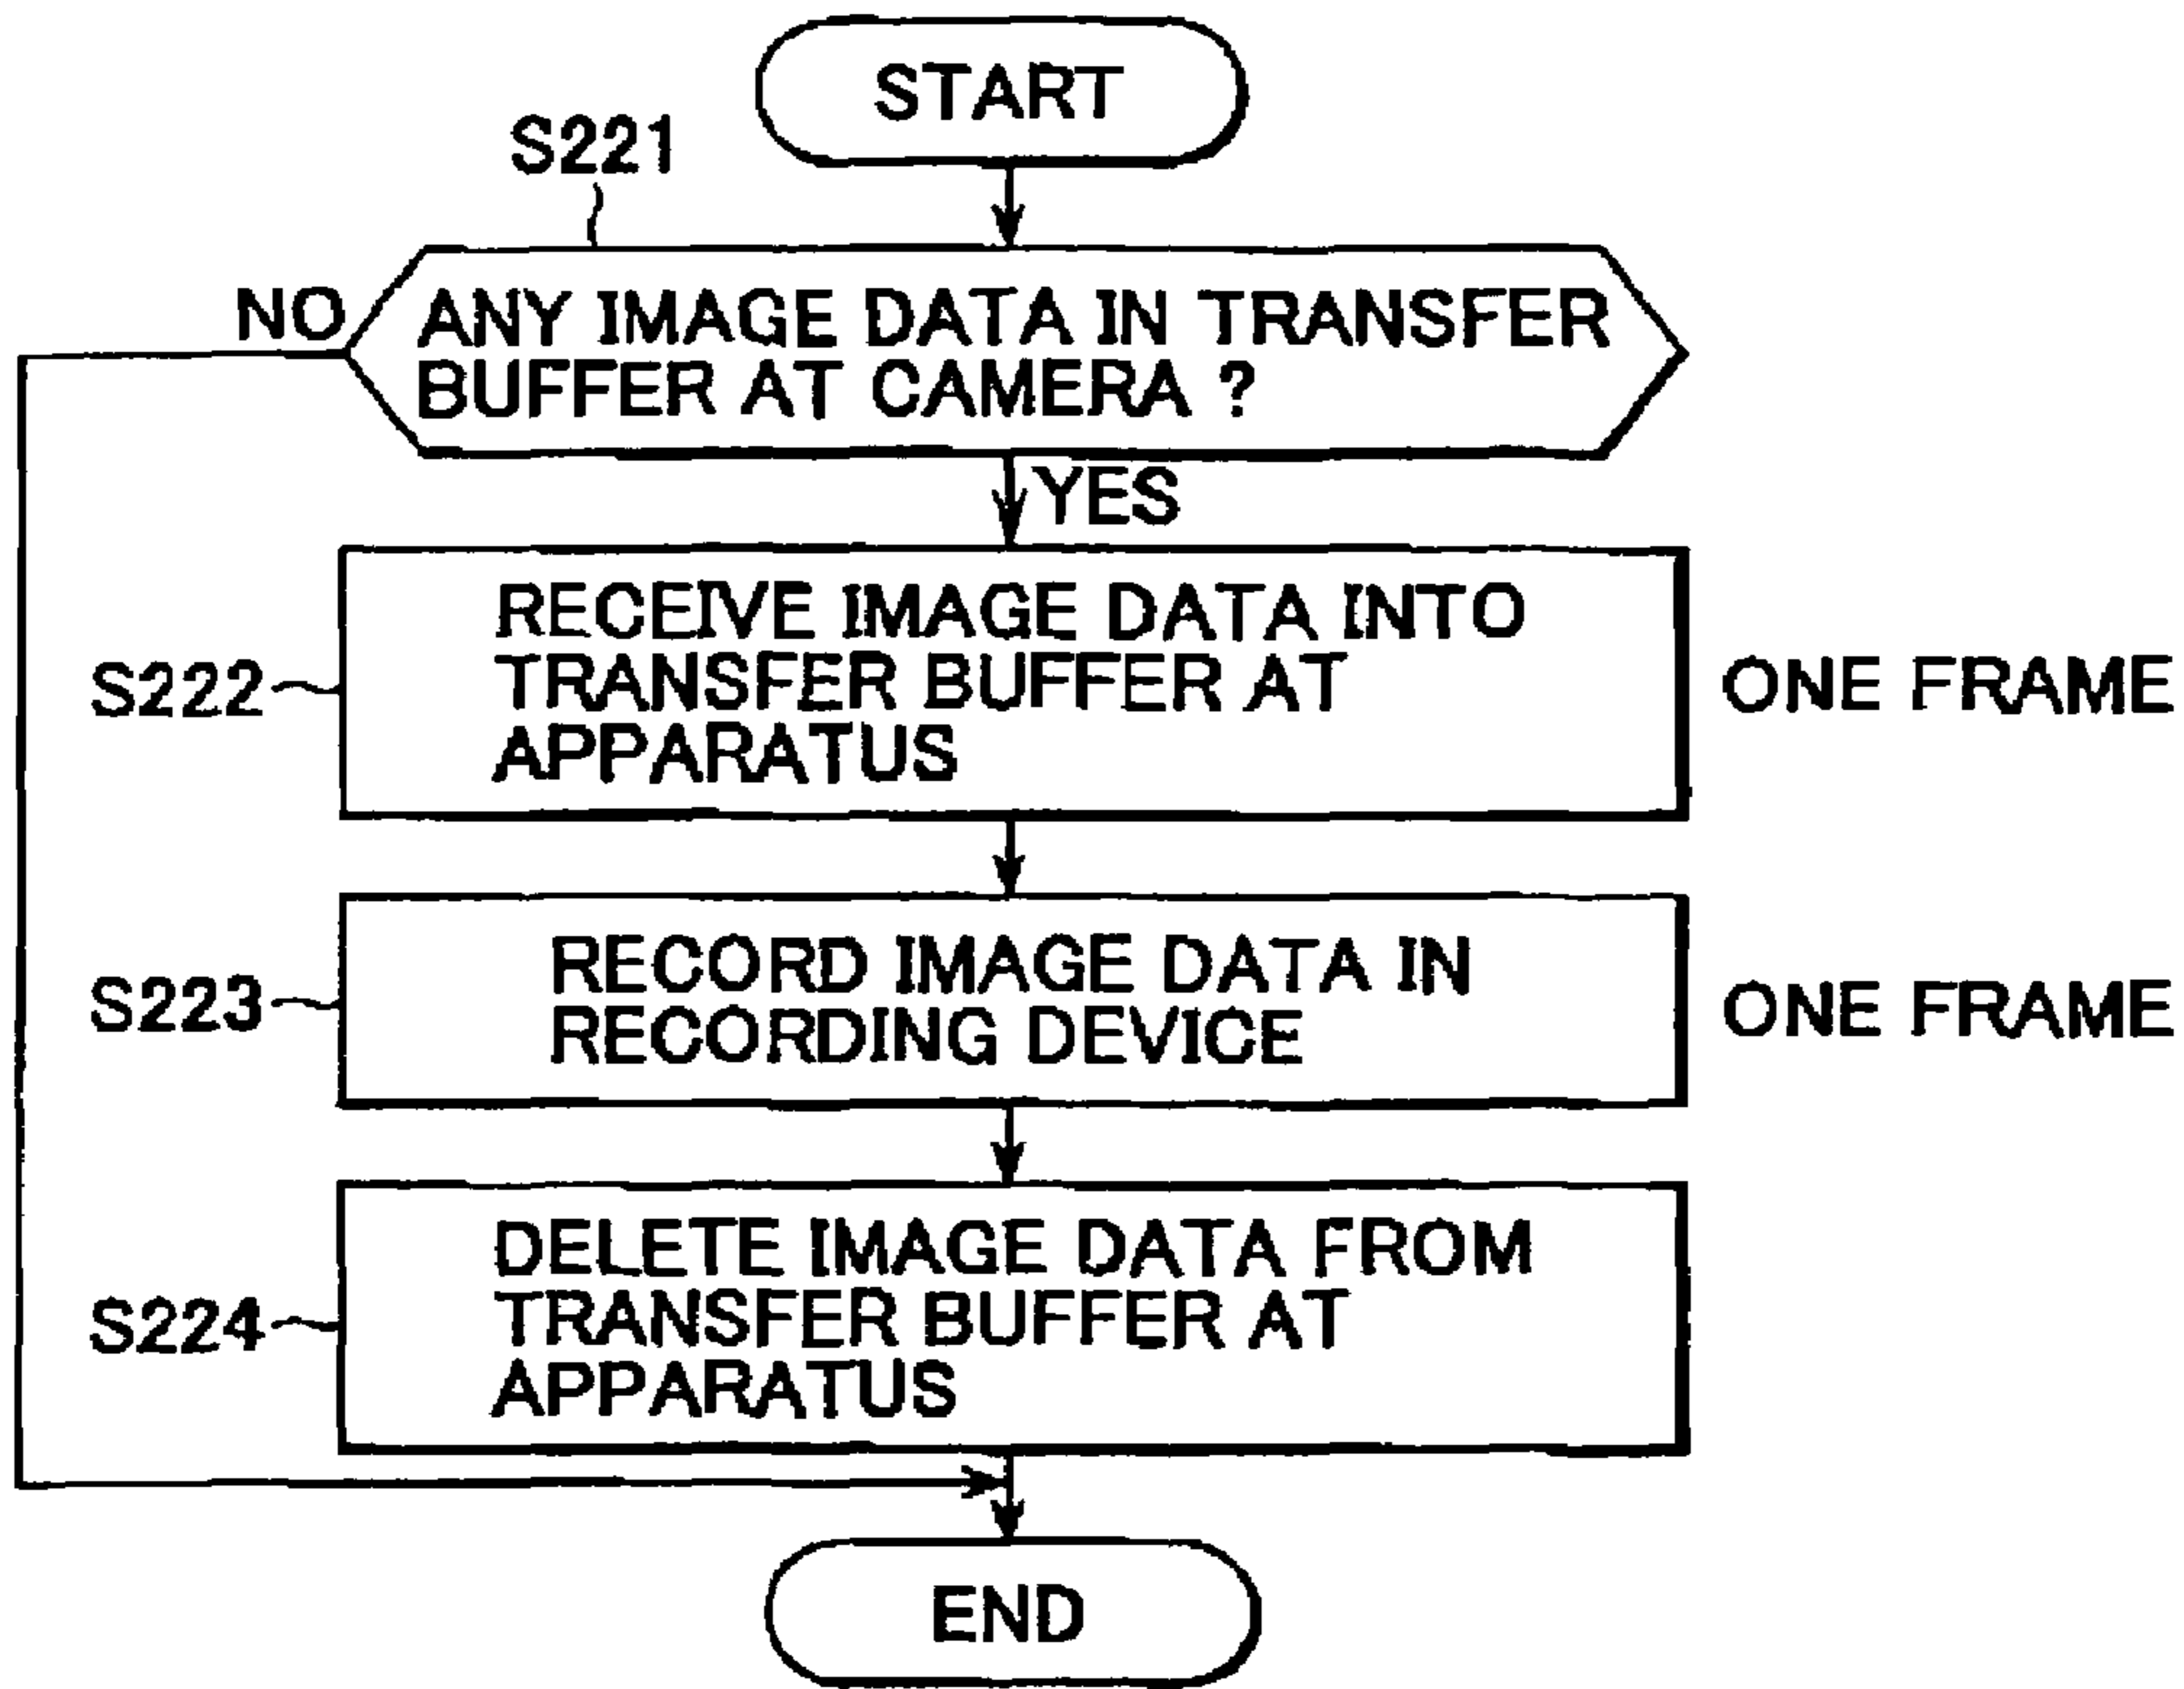 START
S221
NO
ANY IMAGE DATA IN TRANSFER
BUFFER AT CAMERA ?
YES
RECEIVE IMAGE DATA INTO
TRANSFER BUFFER AT
APPARATUS
S222
ONE FRAME
RECORD IMAGE DATA IN
RECORDING DEVICE
S223
ONE FRAME
DELETE IMAGE DATA FROM
TRANSFER BUFFER AT
APPARATUS
S224
END